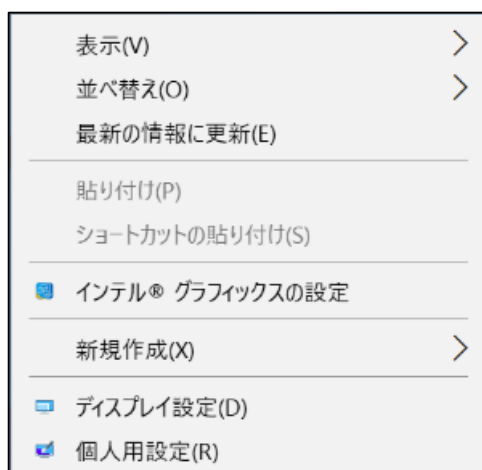 表示(V)
並べ替え(O)
最新の情報に更新(E)
貼り付け(P)
ショートカットの貼り付け(S)
インテル® グラフィックスの設定
新規作成(X)
ディスプレイ設定(D)
個人用設定(R)